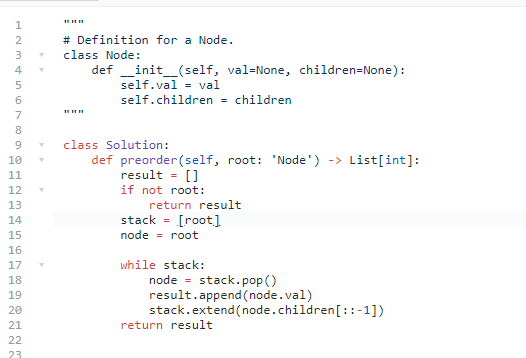 1 """
2 # Definition for a Node.
3 class Node:
4     def __init__(self, val=None, children=None):
5         self.val = val
6         self.children = children
7 """
8
9 class Solution:
10     def preorder(self, root: 'Node') -> List[int]:
11         result = []
12         if not root:
13             return result
14         stack = [root]
15         node = root
16
17         while stack:
18             node = stack.pop()
19             result.append(node.val)
20             stack.extend(node.children[::-1])
21         return result
22
23